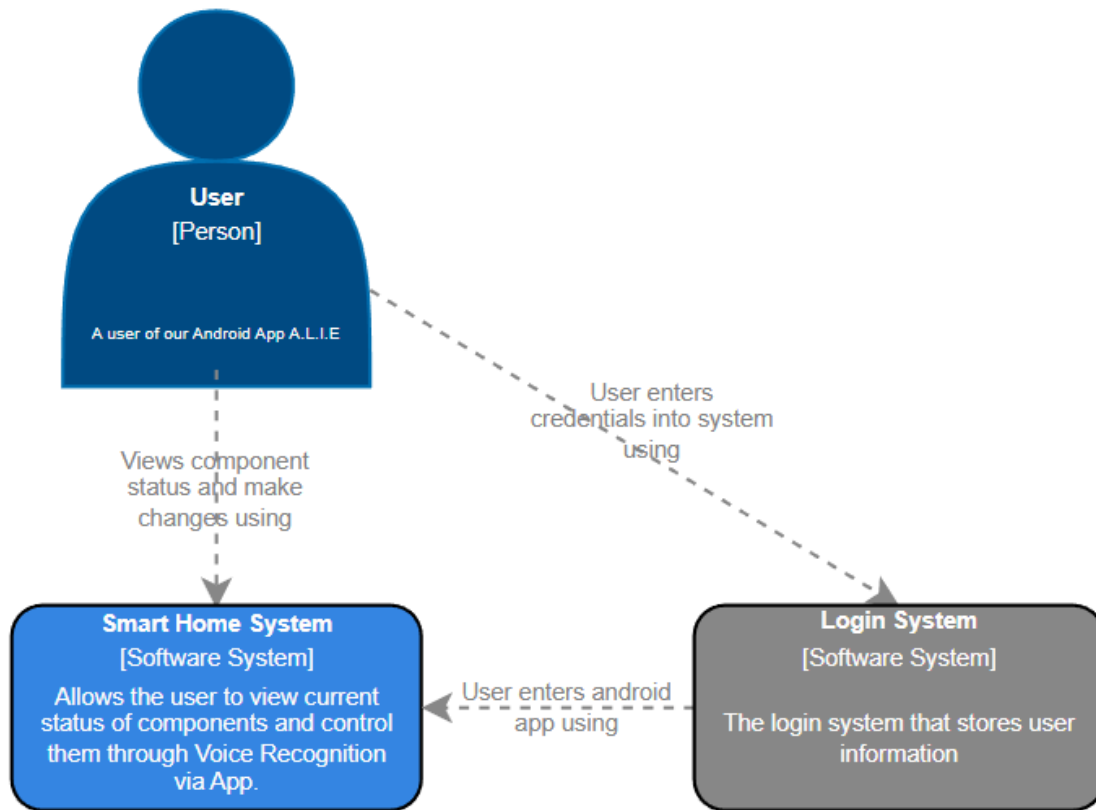 User
[Person]
A user of our Android App A.L.I.E
User enters
credentials into system
using
Views component
status and make
changes using
Smart Home System
[Software System]
Allows the user to view current
status of components and control
them through Voice Recognition
via App.
User enters android
app using
Login System
[Software System]
The login system that stores user
information